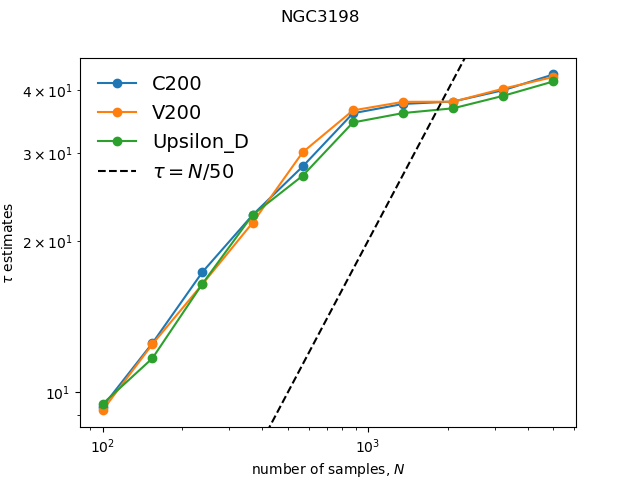 NGC3198
C200
V200
Upsilon_D
τ = N/50
4 × 10¹
3 × 10¹
2 × 10¹
10¹
τ estimates
10² 10³
number of samples, N